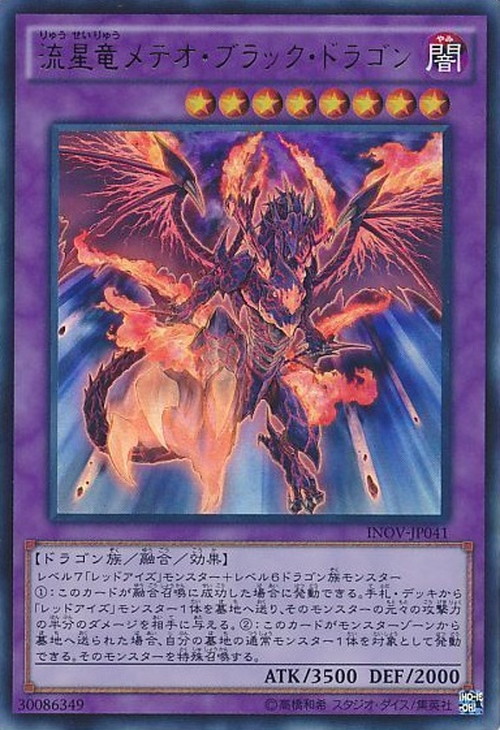 りゅう せいりゅう
流星竜メテオ・ブラック・ドラゴン
やみ
闇
INOV-JP041
【ドラゴン族/融合/効果】
レベル7「レッドアイズ」モンスター+レベル6ドラゴン族モンスター
①:このカードが融合召喚に成功した場合に発動できる。手札・デッキから
「レッドアイズ」モンスター1体を墓地へ送り、そのモンスターの元々の攻撃力
の半分のダメージを相手に与える。②:このカードがモンスターゾーンから
墓地へ送られた場合、自分の墓地の通常モンスター1体を対象として発動
できる。そのモンスターを特殊召喚する。
ATK/3500 DEF/2000
30086349
©高橋和希 スタジオ・ダイス/集英社